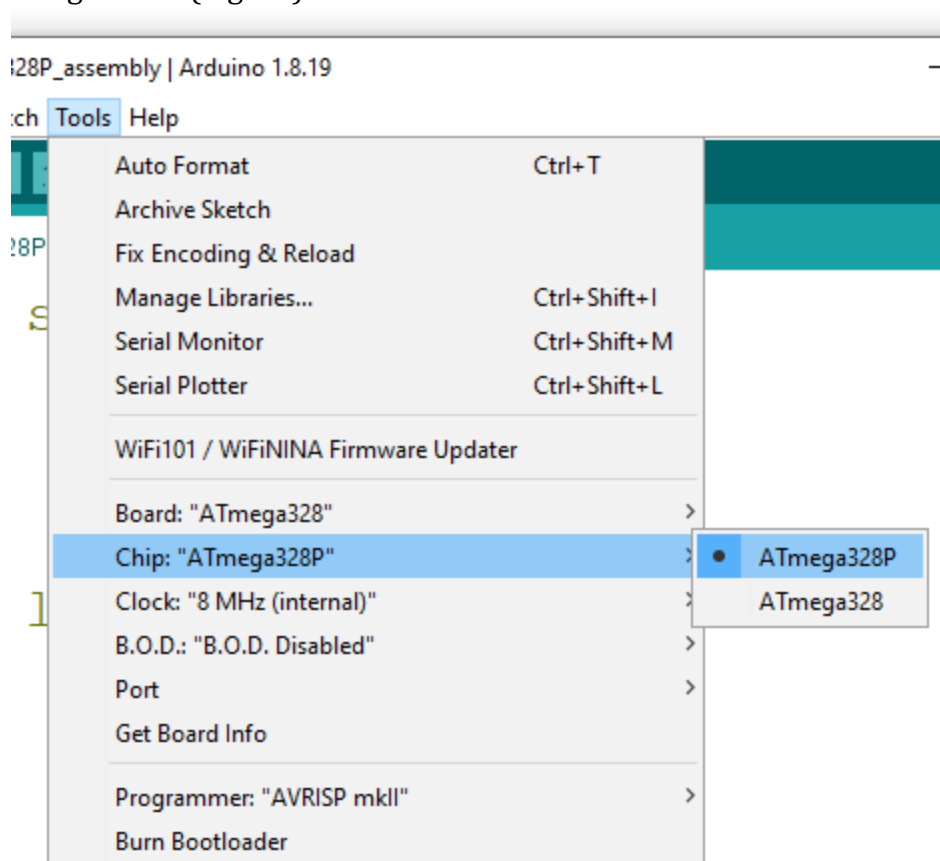 328P_assembly | Arduino 1.8.19
tch Tools Help
Auto Format Ctrl+T
Archive Sketch
28P
Fix Encoding & Reload
Manage Libraries... Ctrl+Shift+I
s
Serial Monitor Ctrl+Shift+M
Serial Plotter Ctrl+Shift+L
WiFi101 / WiFiNINA Firmware Updater
Board: "ATmega328" >
Chip: "ATmega328P" > ATmega328P
l
Clock: "8 MHz (internal)" > ATmega328
B.O.D.: "B.O.D. Disabled" >
Port >
Get Board Info
Programmer: "AVRISP mkII" >
Burn Bootloader